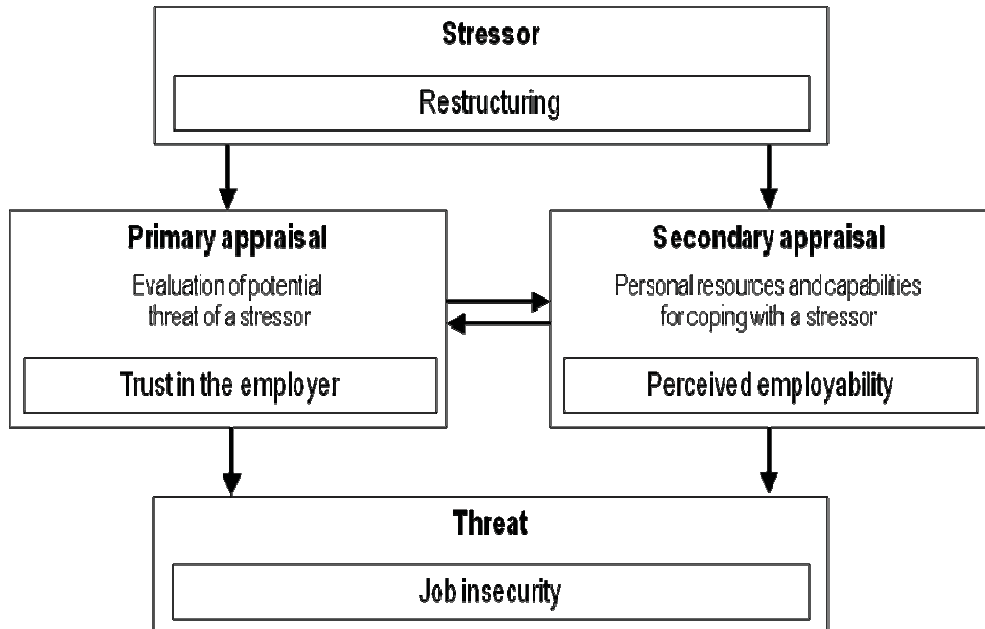 Stressor
Restructuring
Primary appraisal
Evaluation of potential
threat of a stressor
Trust in the employer
Secondary appraisal
Personal resources and capabilities
for coping with a stressor
Perceived employability
Threat
Job insecurity